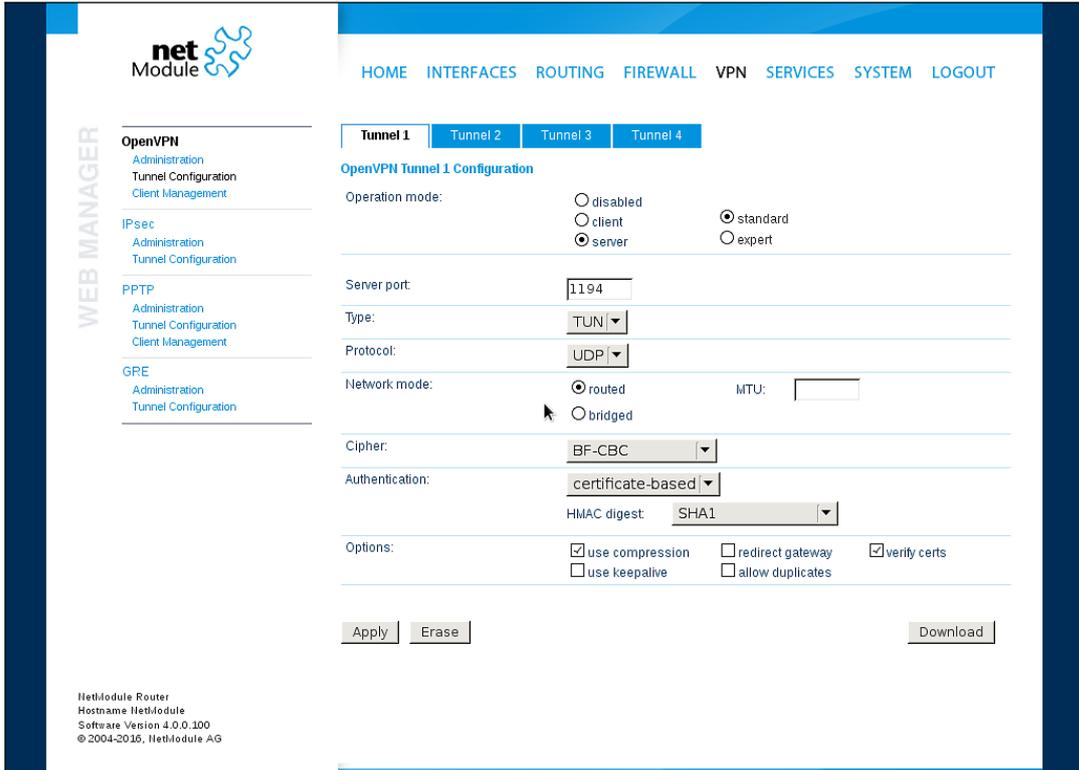 net
Module
HOME INTERFACES ROUTING FIREWALL VPN SERVICES SYSTEM LOGOUT
WEB MANAGER
OpenVPN
Administration
Tunnel Configuration
Client Management
IPsec
Administration
Tunnel Configuration
PPTP
Administration
Tunnel Configuration
Client Management
GRE
Administration
Tunnel Configuration
Tunnel 1 Tunnel 2 Tunnel 3 Tunnel 4
OpenVPN Tunnel 1 Configuration
Operation mode:
disabled
client
server
standard
expert
Server port: 1194
Type: TUN
Protocol: UDP
Network mode: routed MTU:
bridged
Cipher: BF-CBC
Authentication: certificate-based
HMAC digest: SHA1
Options: use compression redirect gateway verify certs
use keepalive allow duplicates
Apply Erase Download
NetModule Router
Hostname NetModule
Software Version 4.0.0.100
© 2004-2016, NetModule AG